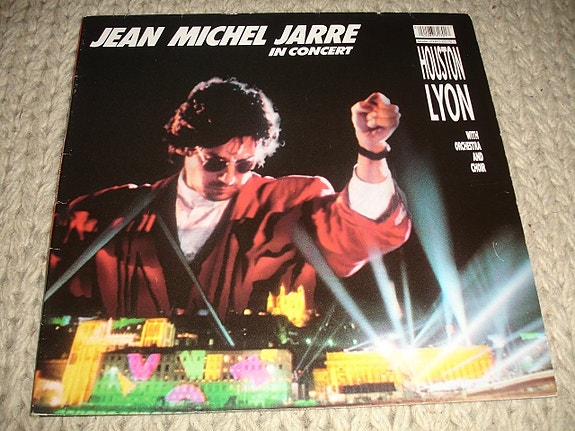 JEAN MICHEL JARRE
IN CONCERT
HOUSTON
LYON
WITH
ORCHESTRA
AND
CHOIR